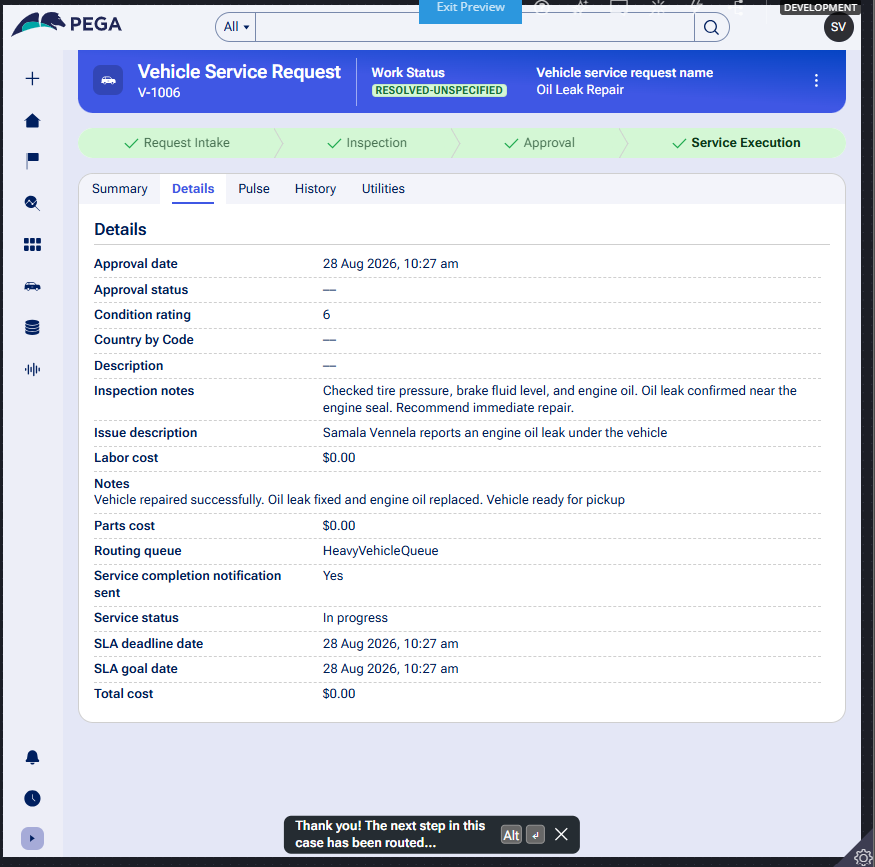 Exit Preview
DEVELOPMENT
PEGA
All
SV
Vehicle Service Request
V-1006
Work Status
RESOLVED-UNSPECIFIED
Vehicle service request name
Oil Leak Repair
Request Intake
Inspection
Approval
Service Execution
Summary Details Pulse History Utilities
Details
Approval date 28 Aug 2026, 10:27 am
Approval status —
Condition rating 6
Country by Code —
Description —
Inspection notes Checked tire pressure, brake fluid level, and engine oil. Oil leak confirmed near the
engine seal. Recommend immediate repair.
Issue description Samala Vennela reports an engine oil leak under the vehicle
Labor cost $0.00
Notes
Vehicle repaired successfully. Oil leak fixed and engine oil replaced. Vehicle ready for pickup
Parts cost $0.00
Routing queue HeavyVehicleQueue
Service completion notification
sent Yes
Service status In progress
SLA deadline date 28 Aug 2026, 10:27 am
SLA goal date 28 Aug 2026, 10:27 am
Total cost $0.00
Thank you! The next step in this
case has been routed...
Alt